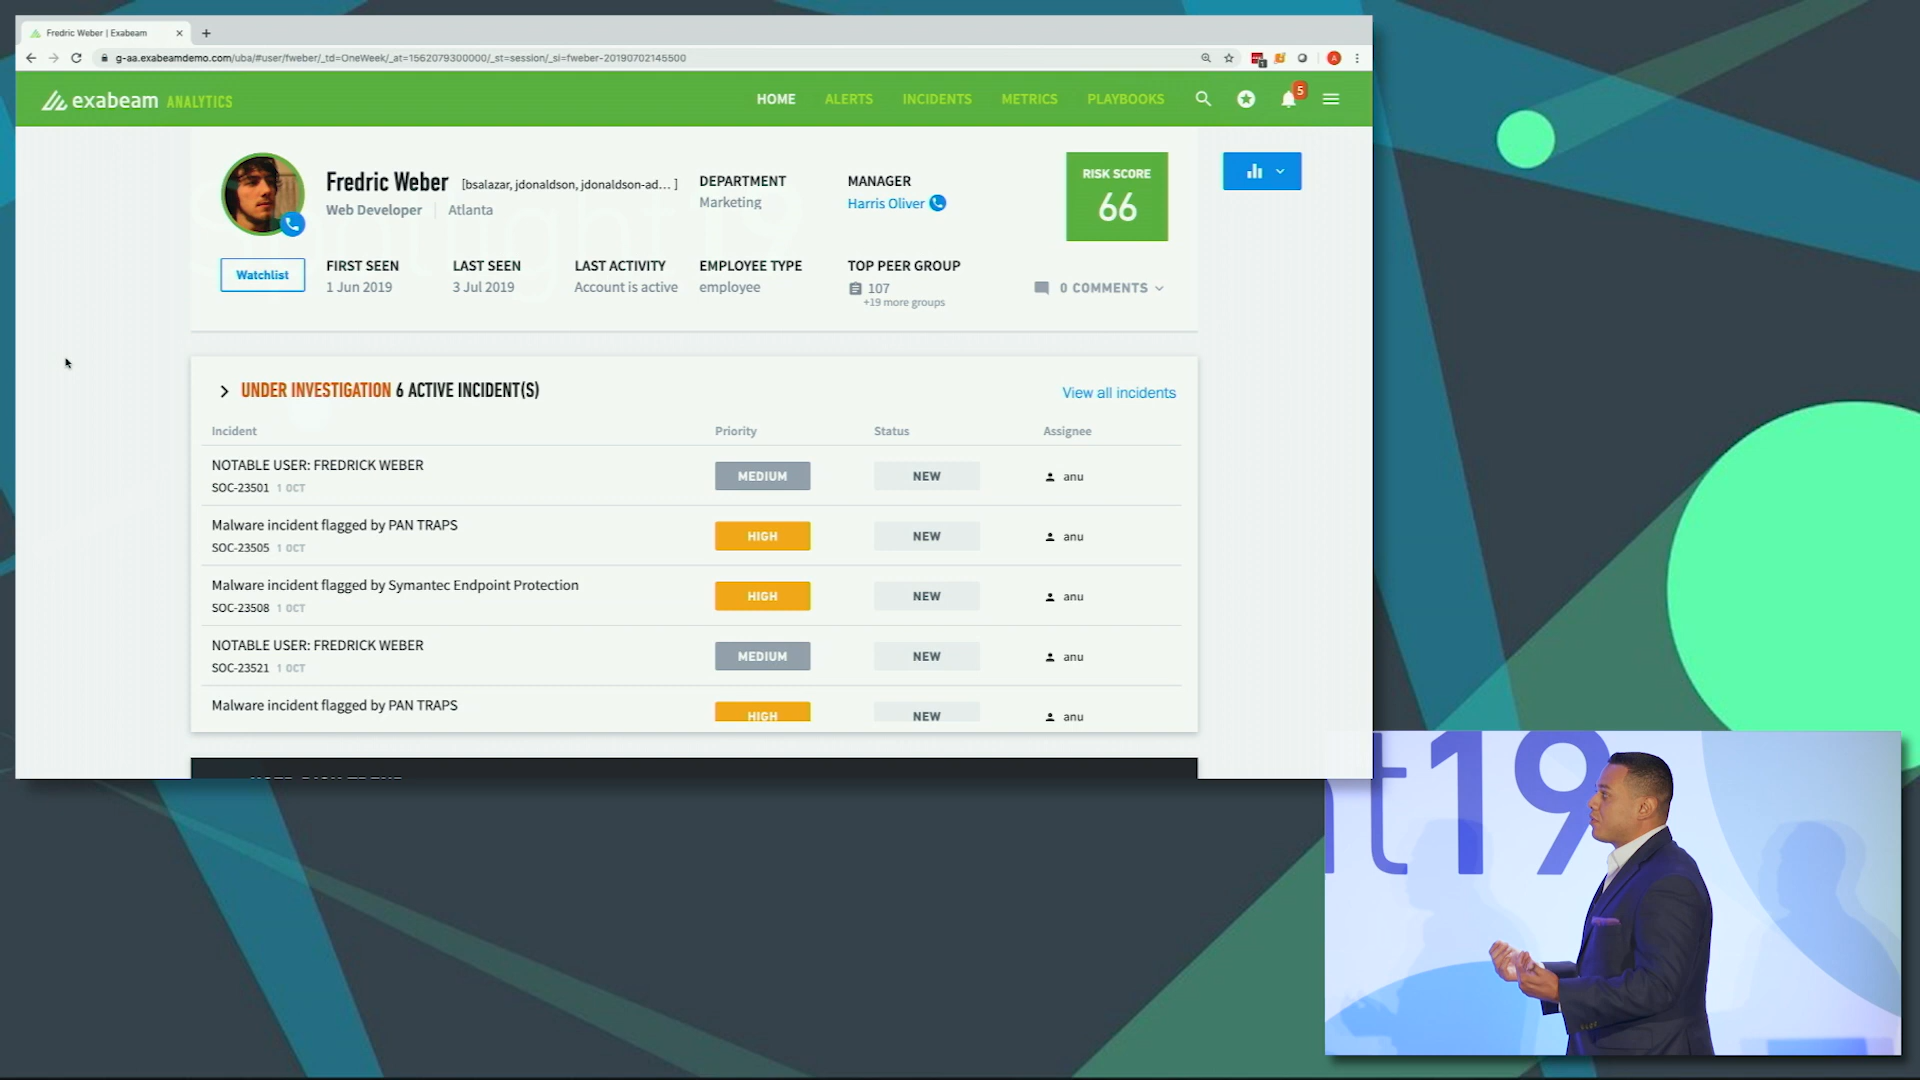 Fredric Weber | Exabeam
g-aa.exabeamdemo.com/uba/#user/fweber/_td=OneWeek/_at=1562079300000/_st=session/_si=fweber-20190702145500
1
A
exabeam ANALYTICS
HOME
ALERTS
INCIDENTS
METRICS
PLAYBOOKS
5
Fredric Weber [bsalazar, jdonaldson, jdonaldson-ad... ]
Web Developer
Atlanta
DEPARTMENT
Marketing
MANAGER
Harris Oliver
RISK SCORE
66
Watchlist
FIRST SEEN
1 Jun 2019
LAST SEEN
3 Jul 2019
LAST ACTIVITY
Account is active
EMPLOYEE TYPE
employee
TOP PEER GROUP
107
+19 more groups
0 COMMENTS
UNDER INVESTIGATION 6 ACTIVE INCIDENT(S)
View all incidents
Incident Priority Status Assignee
NOTABLE USER: FREDRICK WEBER
SOC-23501 1 OCT
MEDIUM NEW anu
Malware incident flagged by PAN TRAPS
SOC-23505 1 OCT
HIGH NEW anu
Malware incident flagged by Symantec Endpoint Protection
SOC-23508 1 OCT
HIGH NEW anu
NOTABLE USER: FREDRICK WEBER
SOC-23521 1 OCT
MEDIUM NEW anu
Malware incident flagged by PAN TRAPS
HIGH NEW anu
ht19